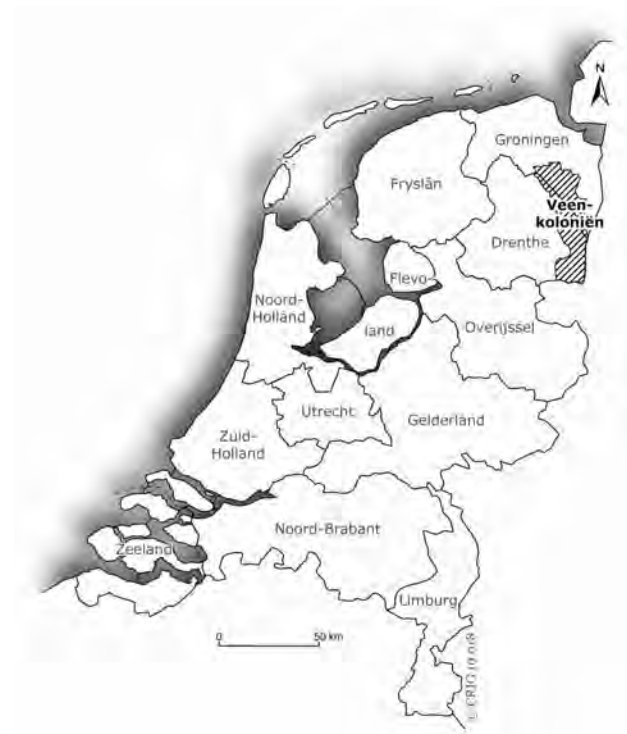 N
Groningen
Fryslân
Veen-
koloniën
Drenthe
Flevo-
Noord-
Holland
land
Overijssel
Utrecht
Gelderland
Zuid-
Holland
Noord-Brabant
Zeeland
Limburg
0 50 km